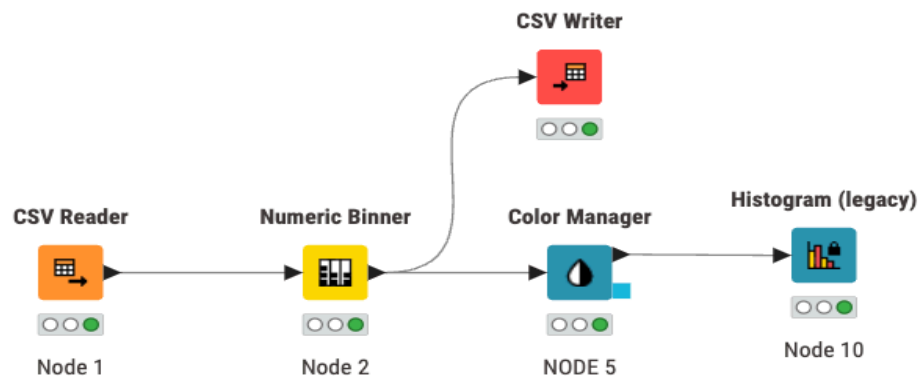 CSV Writer
CSV Reader
Numeric Binner
Color Manager
Histogram (legacy)
Node 1
Node 2
NODE 5
Node 10